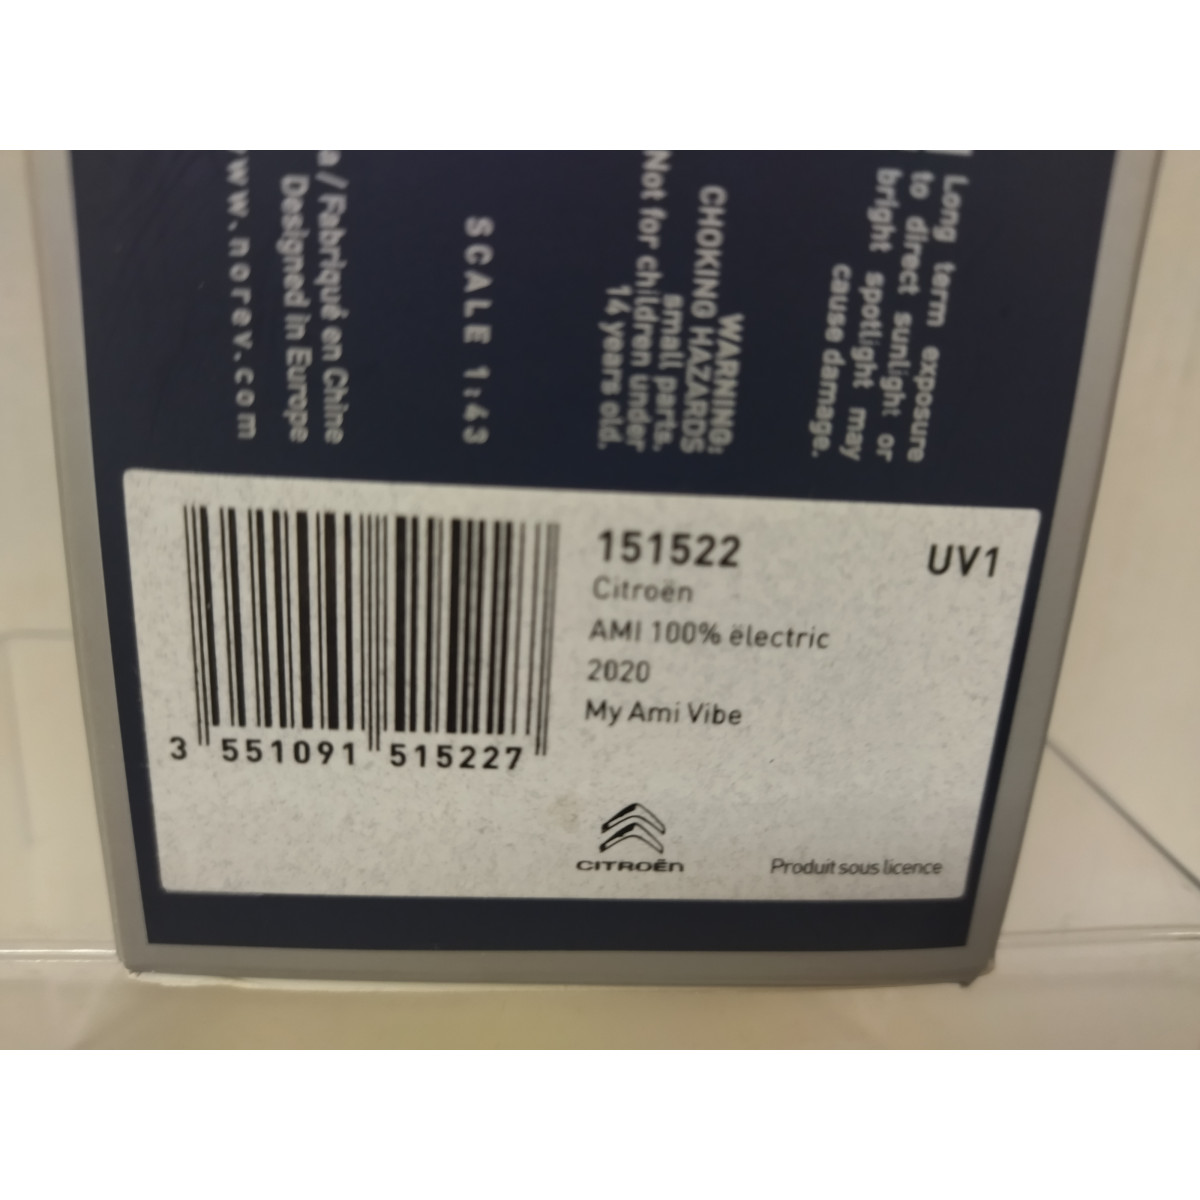 Long term exposure
to direct sunlight or
bright spotlight may
cause damage.
WARNING:
CHOKING HAZARDS
small parts.
Not for children under
14 years old.
SCALE 1:43
/ Fabriqué en Chine
Designed in Europe
www.norev.com
151522
UV1
Citroën
AMI 100% ëlectric
2020
My Ami Vibe
3 551091 515227
CITROËN
Produit sous licence